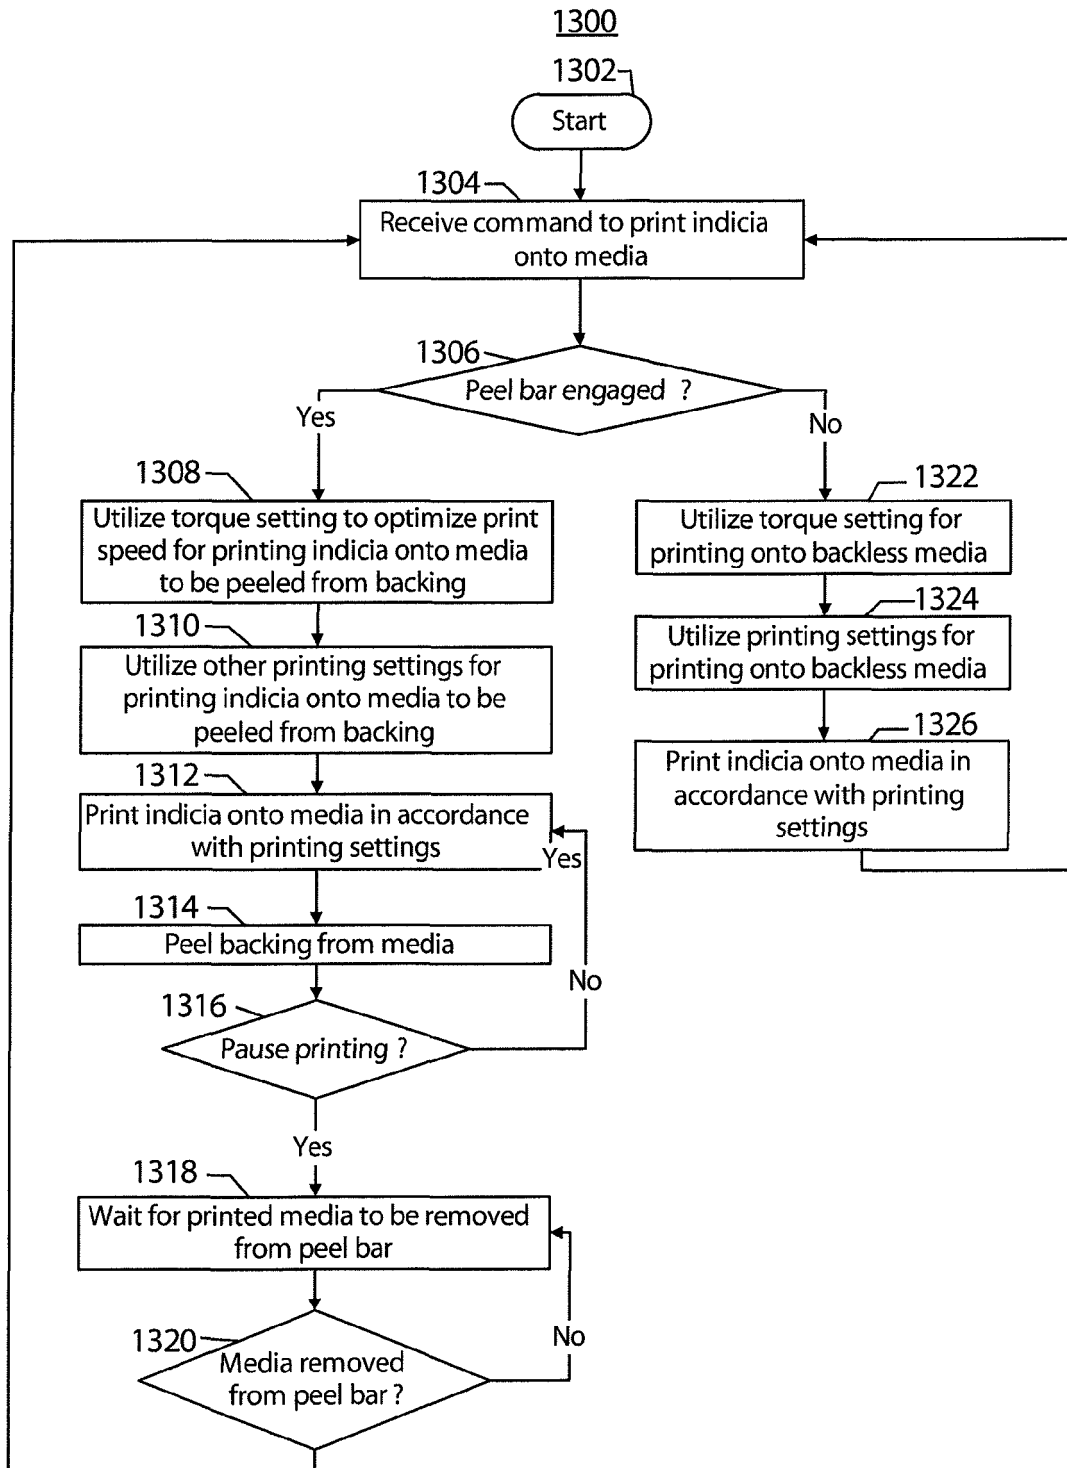 1300
1302
Start
1304
Receive command to print indicia
onto media
1306
Peel bar engaged ?
Yes
No
1308
Utilize torque setting to optimize print
speed for printing indicia onto media
to be peeled from backing
1322
Utilize torque setting for
printing onto backless media
1310
Utilize other printing settings for
printing indicia onto media to be
peeled from backing
1324
Utilize printing settings for
printing onto backless media
1312
Print indicia onto media in accordance
with printing settings
Yes
1326
Print indicia onto media in
accordance with printing
settings
1314
Peel backing from media
No
1316
Pause printing ?
Yes
1318
Wait for printed media to be removed
from peel bar
1320
Media removed
from peel bar ?
No